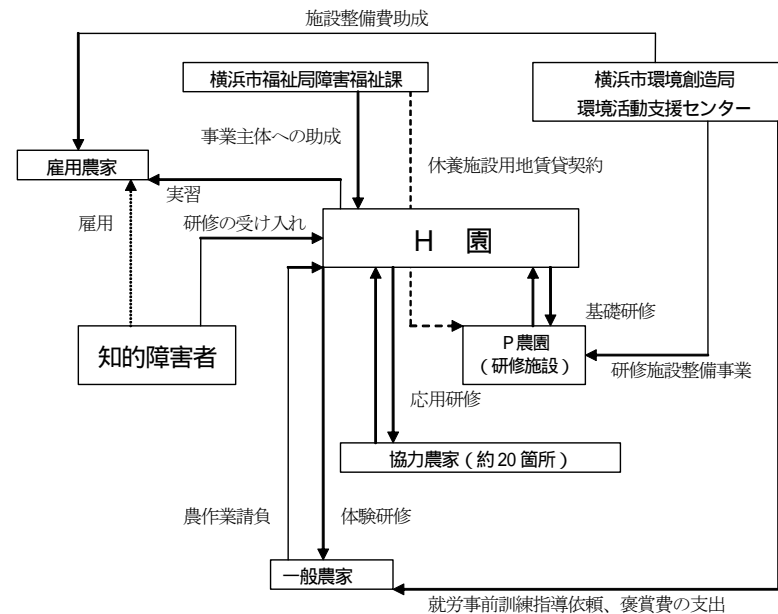 施設整備費助成
横浜市福祉局障害福祉課
横浜市環境創造局
環境活動支援センター
事業主体への助成
休養施設用地賃貸契約
雇用農家
実習
雇用
研修の受け入れ
H 園
基礎研修
知的障害者
P農園
(研修施設)
研修施設整備事業
応用研修
協力農家(約20箇所)
農作業請負
体験研修
一般農家
就労事前訓練指導依頼、褒賞費の支出